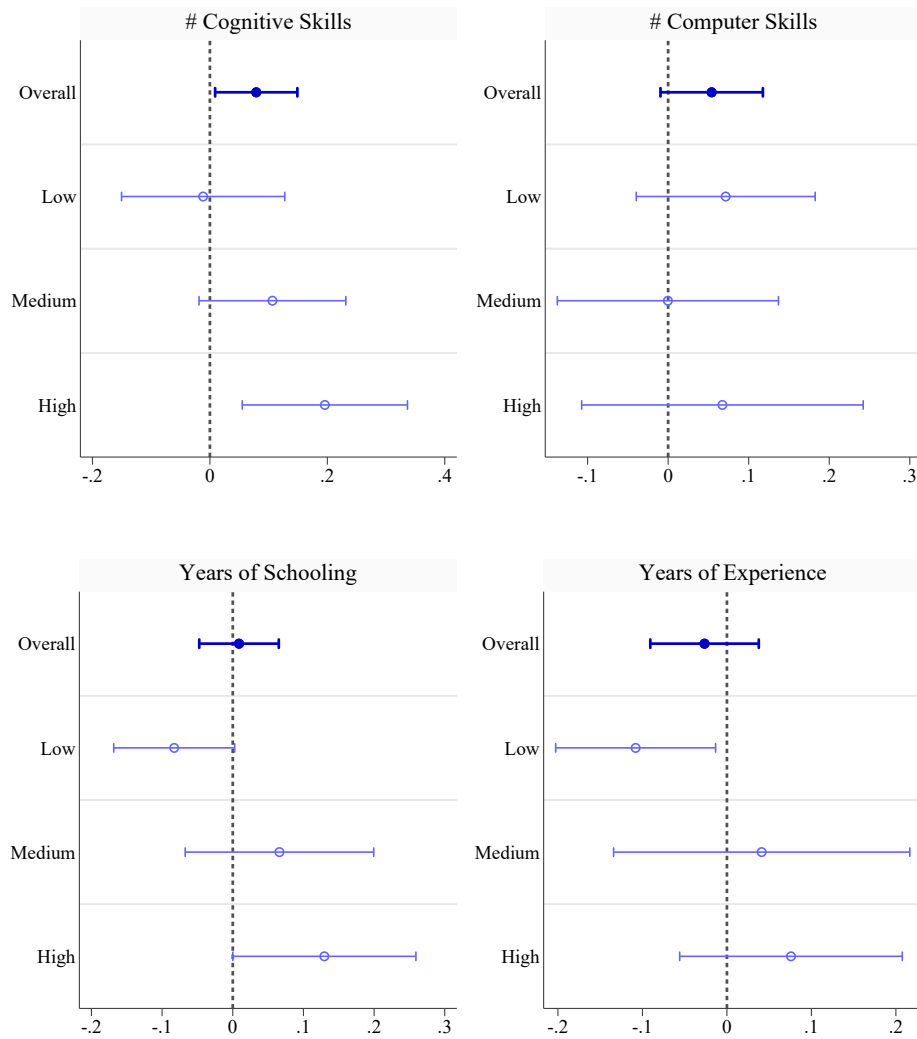 # Cognitive Skills
Overall
Low
Medium
High
-.2 0 .2 .4
# Computer Skills
Overall
Low
Medium
High
-.1 0 .1 .2 .3
Years of Schooling
Overall
Low
Medium
High
-.2 -.1 0 .1 .2 .3
Years of Experience
Overall
Low
Medium
High
-.2 -.1 0 .1 .2